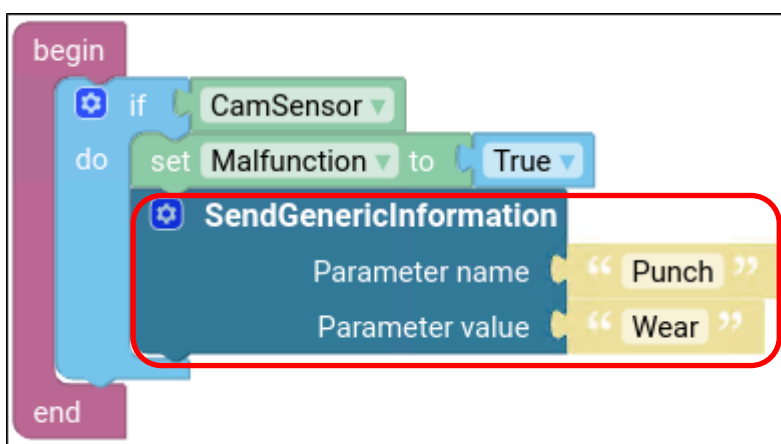 begin
if CamSensor
do set Malfunction to True
SendGenericInformation
Parameter name “ Punch ”
Parameter value “ Wear ”
end